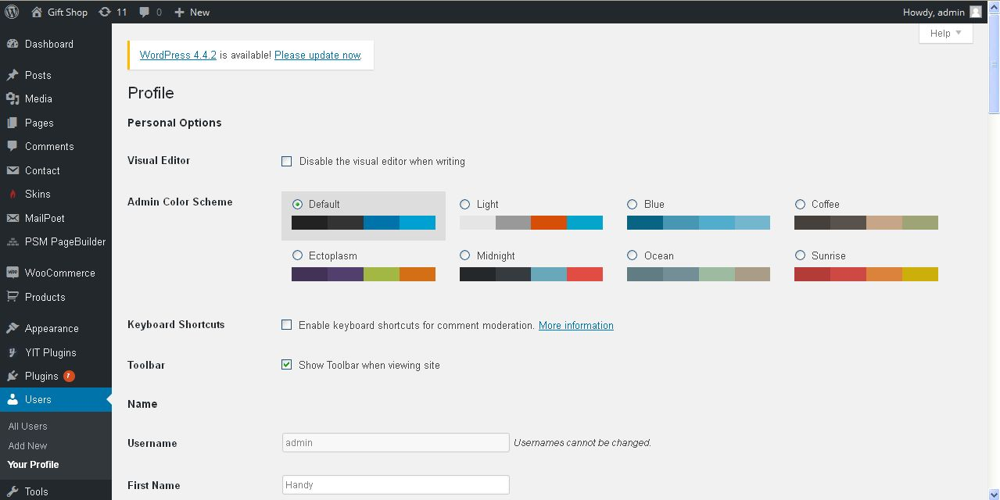 Gift Shop 11 0 New Howdy, admin
Help
Dashboard
Posts
Media
Pages
Comments
Contact
Skins
MailPoet
PSM PageBuilder
WooCommerce
Products
Appearance
YIT Plugins
Plugins 7
Users
All Users
Add New
Your Profile
Tools
WordPress 4.4.2 is available! Please update now.
Profile
Personal Options
Visual Editor Disable the visual editor when writing
Admin Color Scheme Default Light Blue Coffee
Ectoplasm Midnight Ocean Sunrise
Keyboard Shortcuts Enable keyboard shortcuts for comment moderation. More information
Toolbar Show Toolbar when viewing site
Name
Username admin Usernames cannot be changed.
First Name Handy